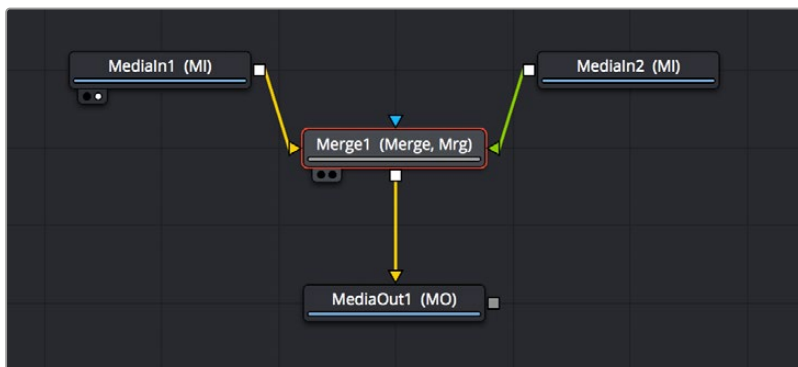 MediaIn1 (MI)
MediaIn2 (MI)
Merge1 (Merge, Mrg)
MediaOut1 (MO)